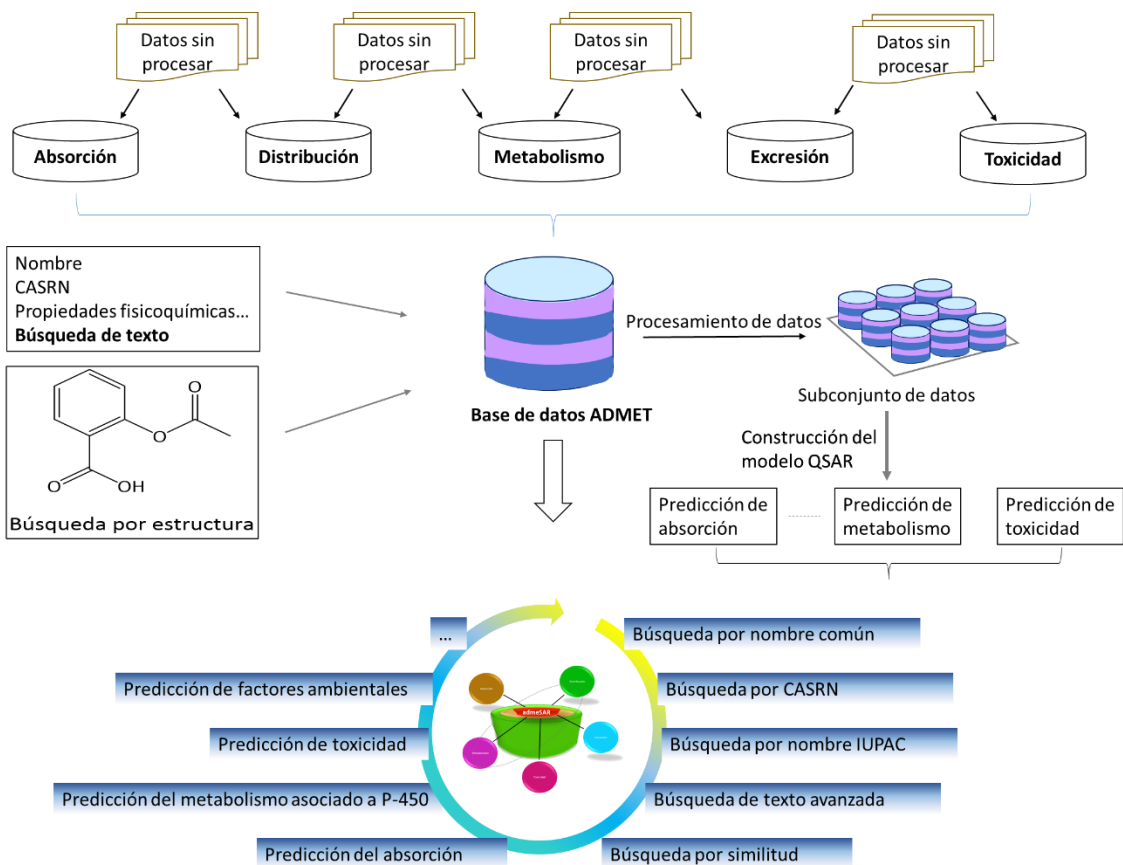 Datos sin
procesar
Datos sin
procesar
Datos sin
procesar
Datos sin
procesar
Absorción
Distribución
Metabolismo
Excresión
Toxicidad
Nombre
CASRN
Propiedades fisicoquímicas...
Búsqueda de texto
O
O
O
OH
Búsqueda por estructura
Base de datos ADMET
Procesamiento de datos
Subconjunto de datos
Construcción del
modelo QSAR
Predicción de
absorción
Predicción de
metabolismo
Predicción de
toxicidad
...
Predicción de factores ambientales
Predicción de toxicidad
Predicción del metabolismo asociado a P-450
Predicción del absorción
admeSAR
Búsqueda por nombre común
Búsqueda por CASRN
Búsqueda por nombre IUPAC
Búsqueda de texto avanzada
Búsqueda por similitud